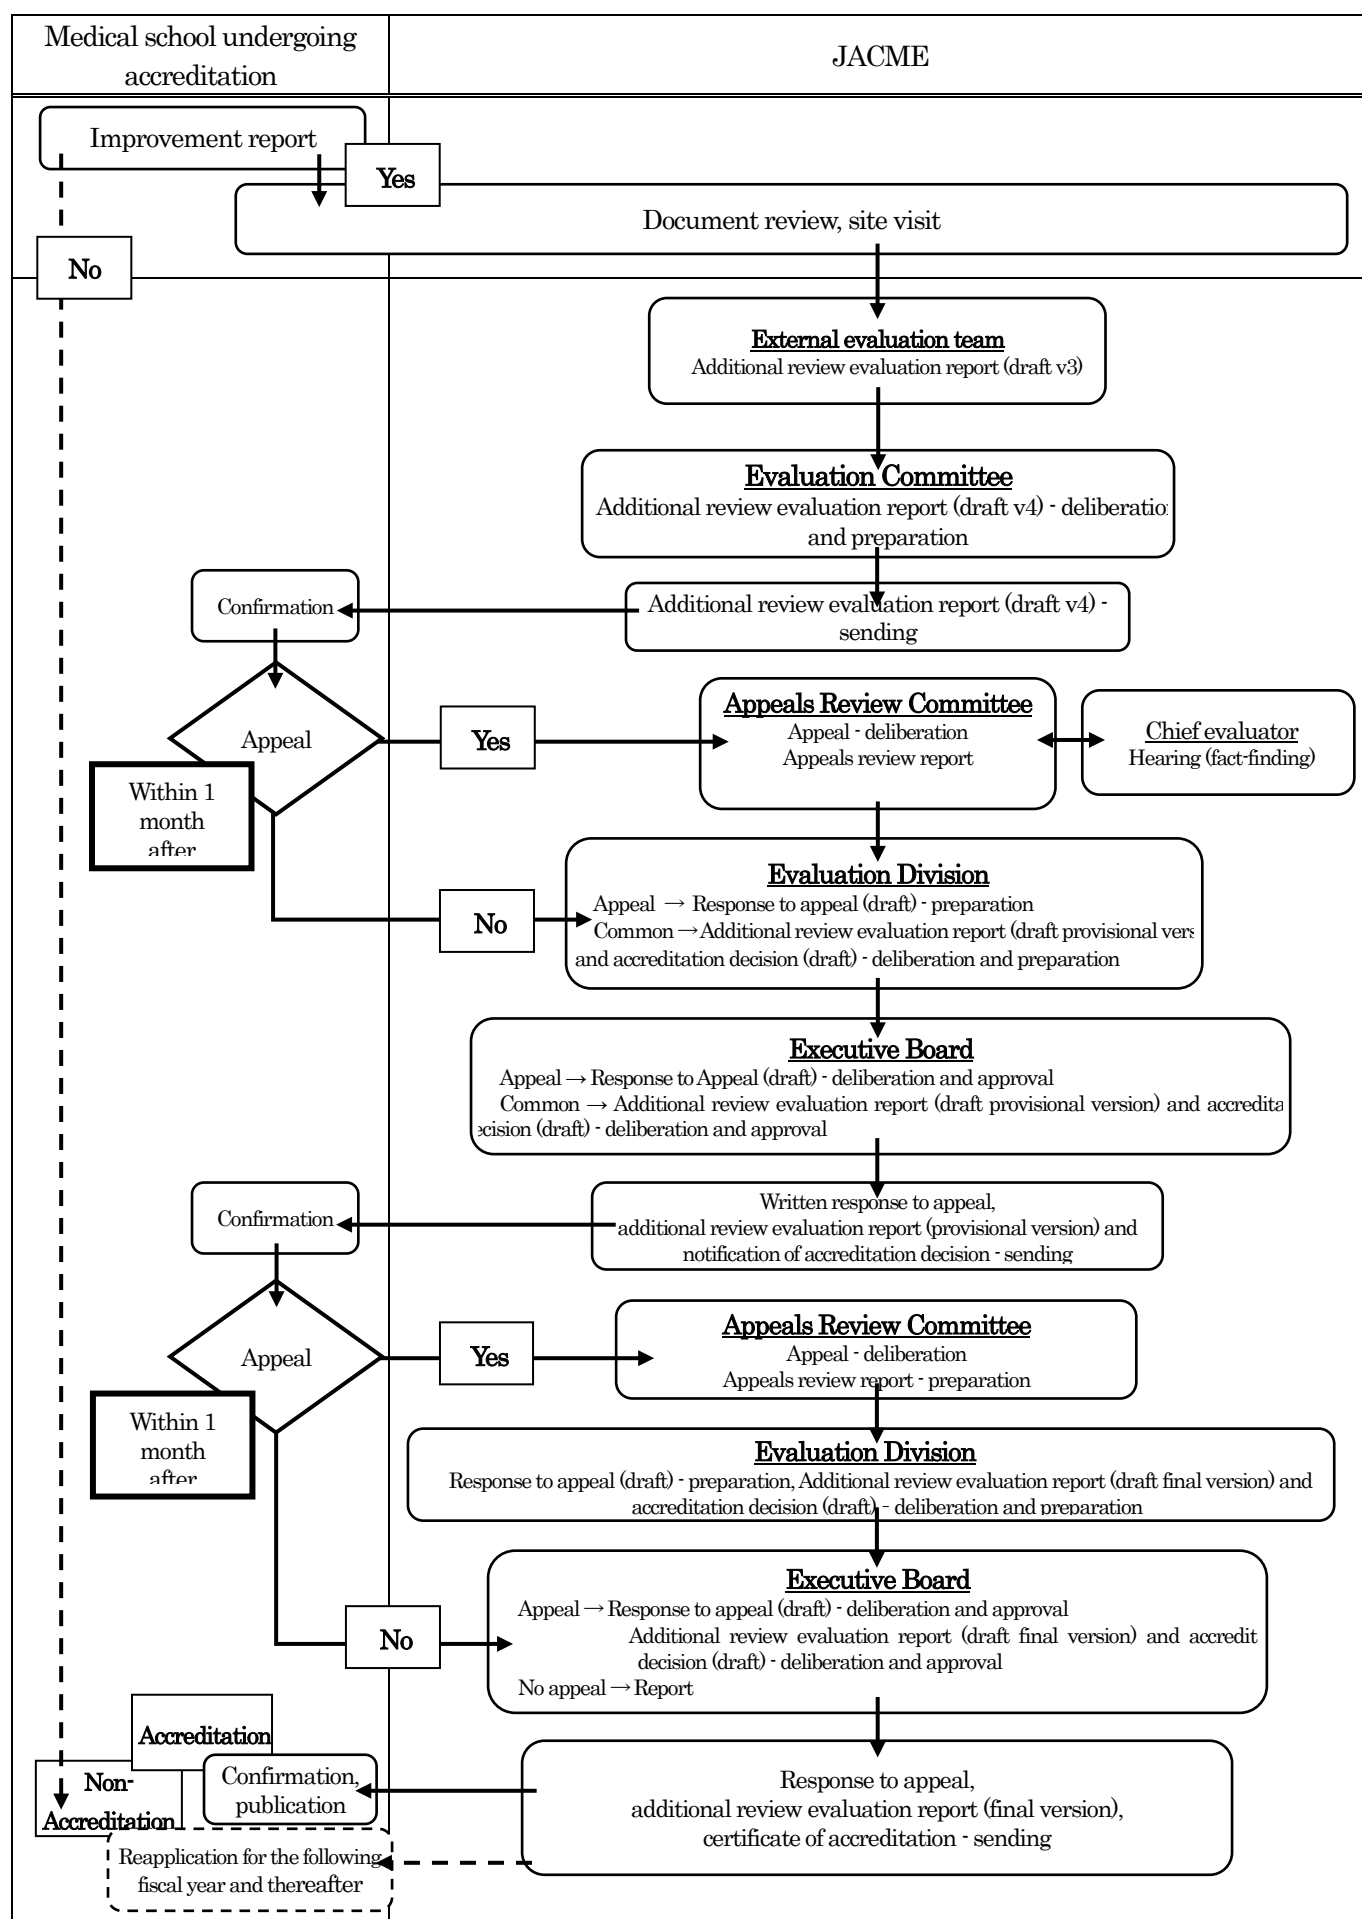 Medical school undergoing
accreditation
JACME
Improvement report
Yes
Document review, site visit
No
External evaluation team
Additional review evaluation report (draft v3)
Evaluation Committee
Additional review evaluation report (draft v4) - deliberation
and preparation
Confirmation
Additional review evaluation report (draft v4) -
sending
Appeal
Yes
Appeals Review Committee
Appeal - deliberation
Appeals review report
Chief evaluator
Hearing (fact-finding)
Within 1
month
after
No
Evaluation Division
Appeal → Response to appeal (draft) - preparation
Common →Additional review evaluation report (draft provisional vers
and accreditation decision (draft) - deliberation and preparation
Executive Board
Appeal → Response to Appeal (draft) - deliberation and approval
Common → Additional review evaluation report (draft provisional version) and accredita
ecision (draft) - deliberation and approval
Confirmation
Written response to appeal,
additional review evaluation report (provisional version) and
notification of accreditation decision - sending
Appeal
Yes
Appeals Review Committee
Appeal - deliberation
Appeals review report - preparation
Within 1
month
after
Evaluation Division
Response to appeal (draft) - preparation, Additional review evaluation report (draft final version) and
accreditation decision (draft) - deliberation and preparation
No
Executive Board
Appeal → Response to appeal (draft) - deliberation and approval
Additional review evaluation report (draft final version) and accredit
decision (draft) - deliberation and approval
No appeal → Report
Accreditation
Non-
Accreditation
Confirmation,
publication
Response to appeal,
additional review evaluation report (final version),
certificate of accreditation - sending
Reapplication for the following
fiscal year and thereafter